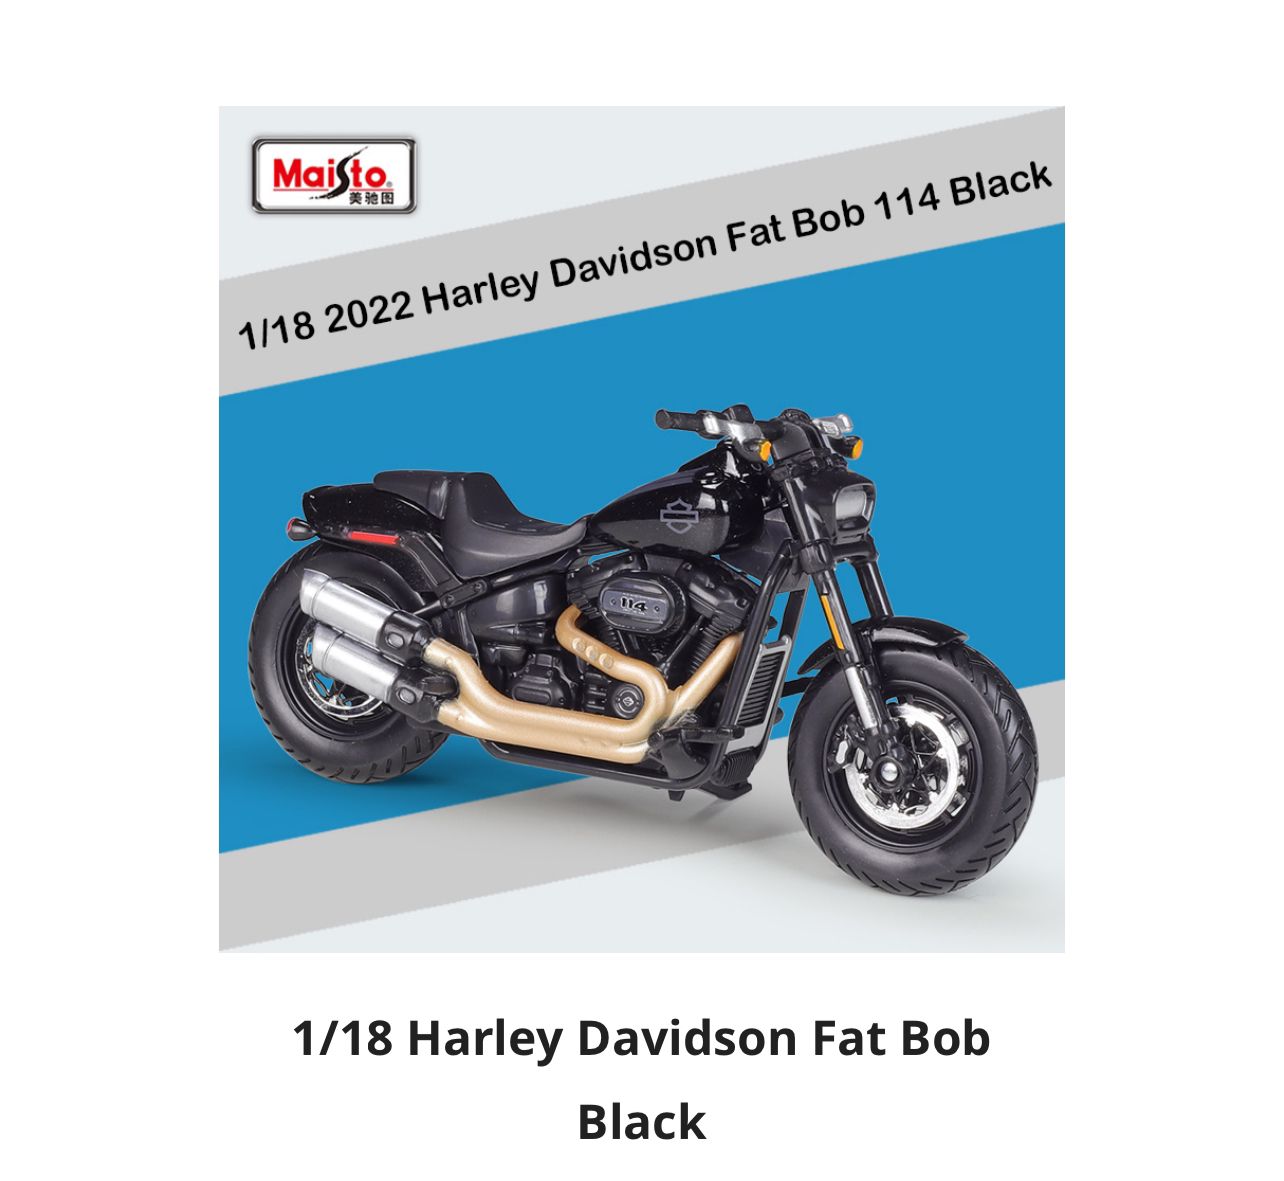 Maisto
美驰图
1/18 2022 Harley Davidson Fat Bob 114 Black
114
1/18 Harley Davidson Fat Bob
Black